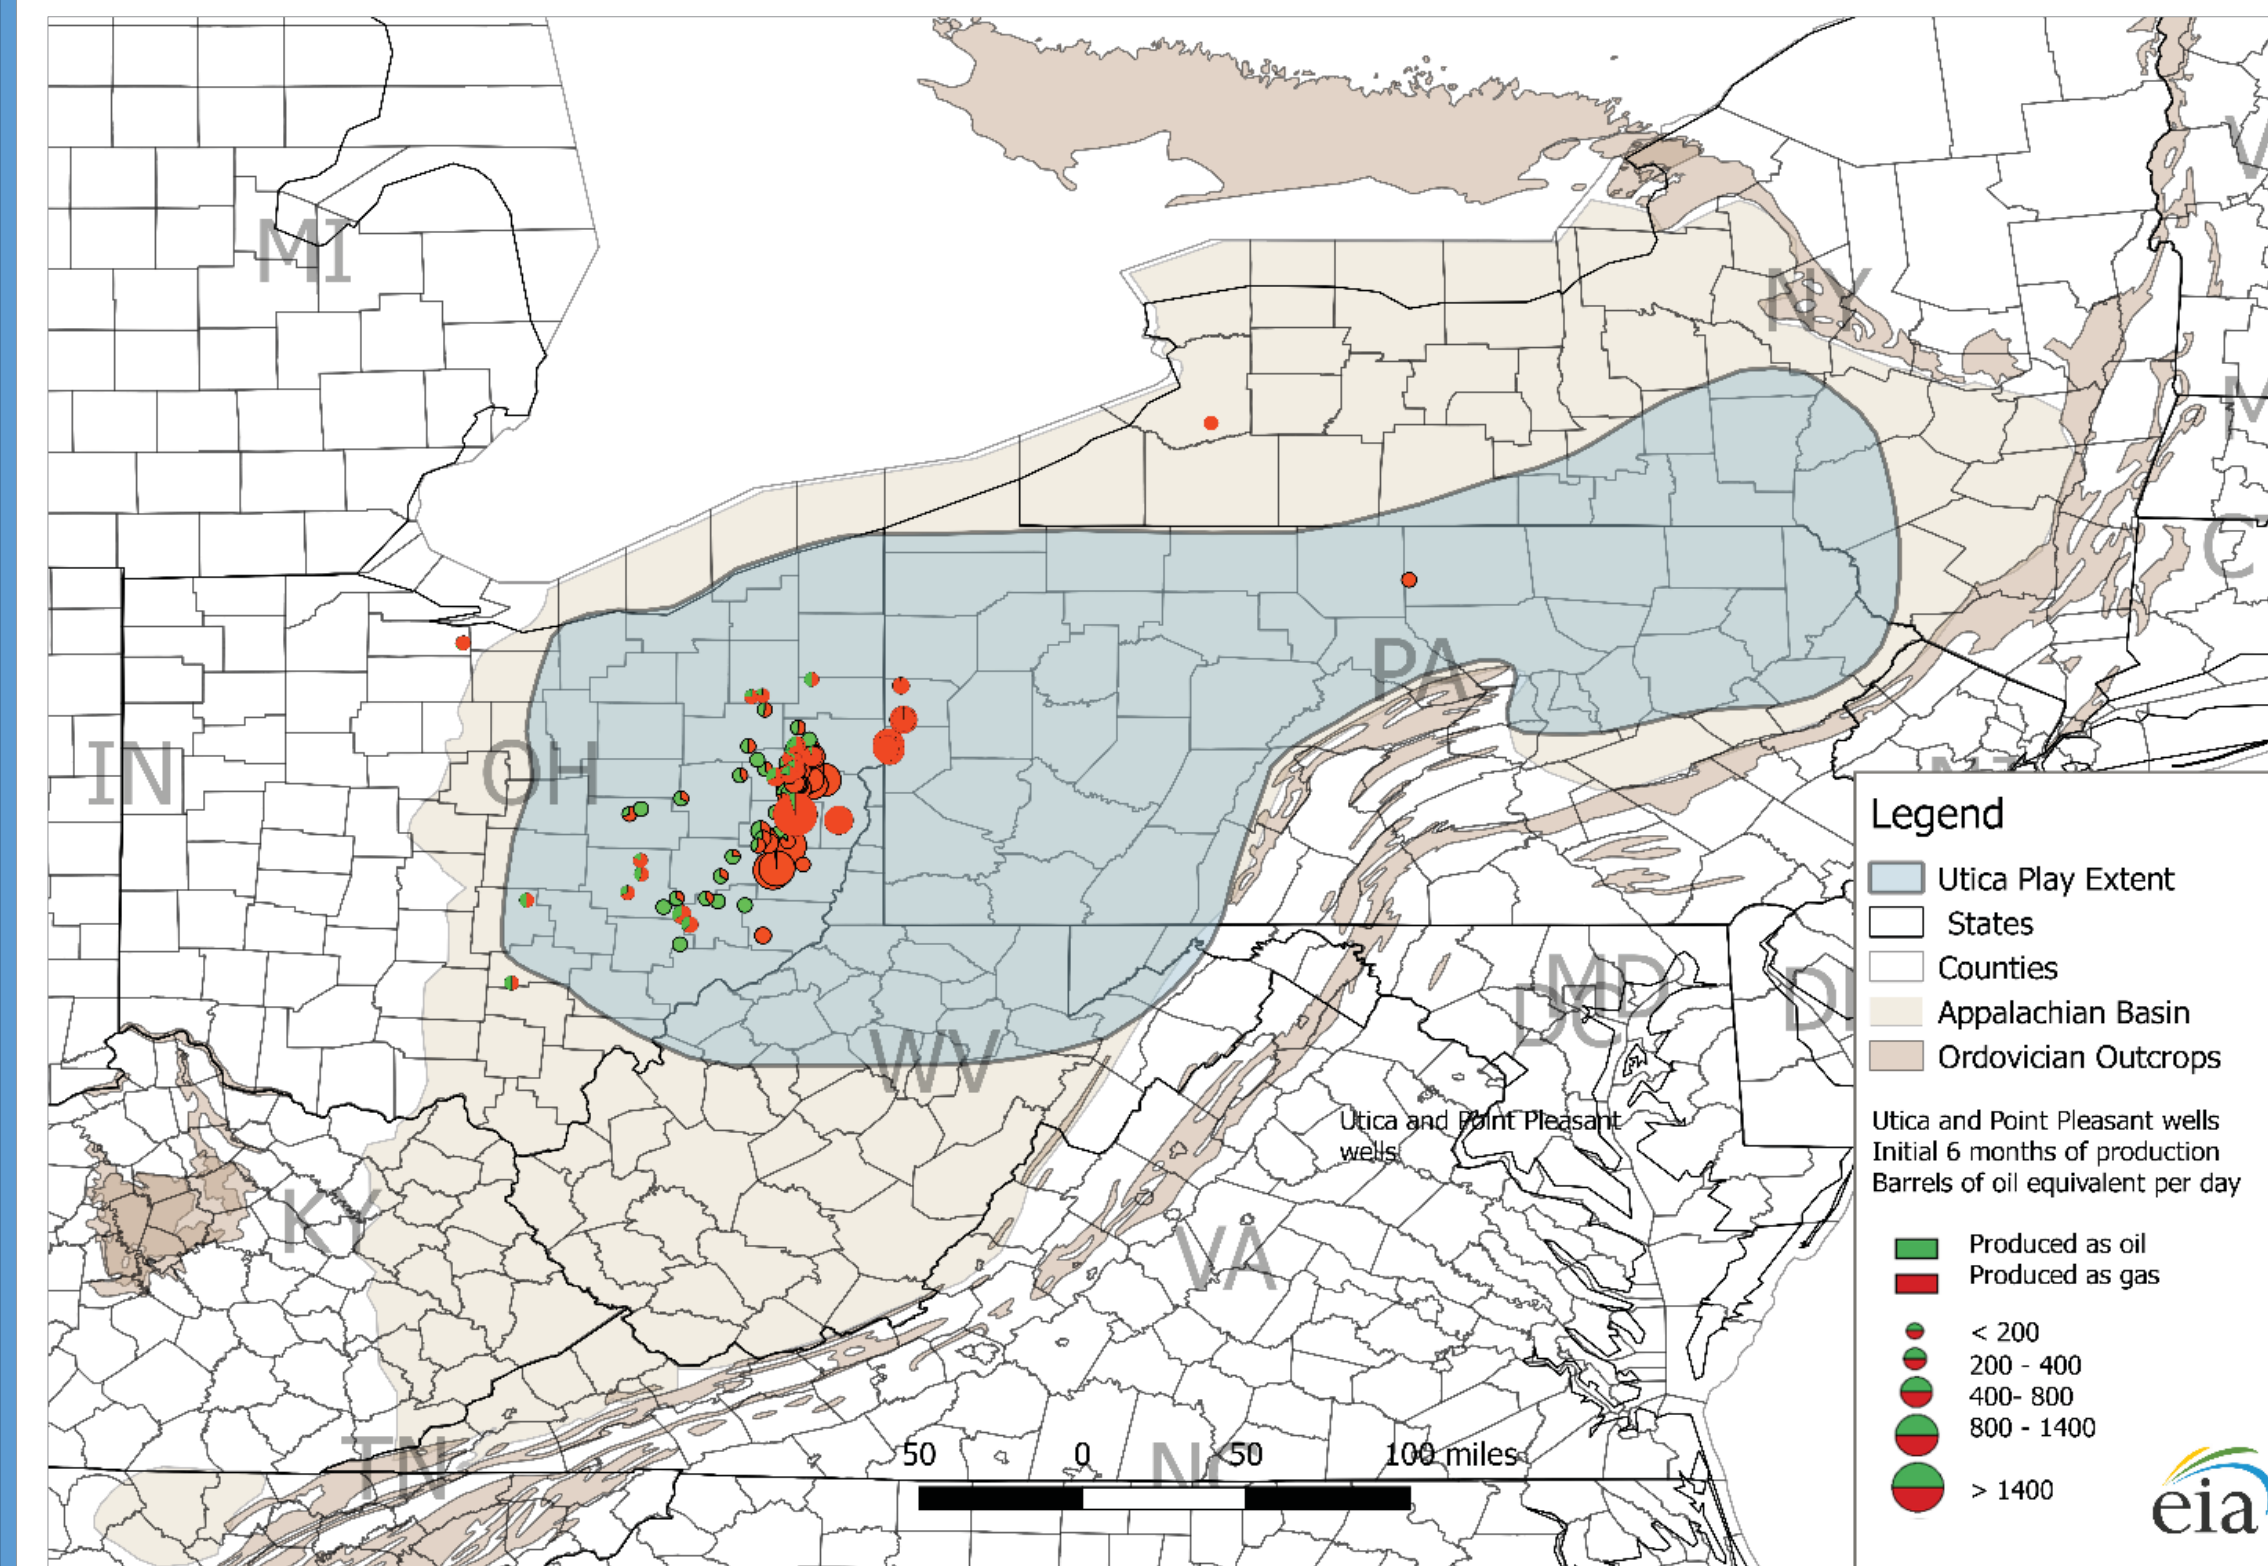 MI
NY
PA
IN
OH
MD
DC
WV
Utica and Point Pleasant
wells
KY
VA
TN
50 0 50 100 miles
Legend
Utica Play Extent
States
Counties
Appalachian Basin
Ordovician Outcrops
Utica and Point Pleasant wells
Initial 6 months of production
Barrels of oil equivalent per day
Produced as oil
Produced as gas
< 200
200 - 400
400- 800
800 - 1400
> 1400
eia